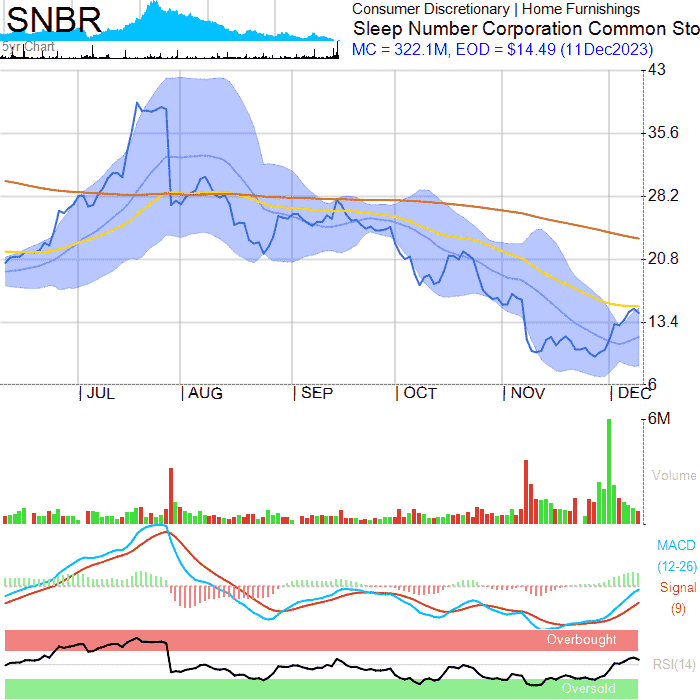 SNBR
5yr Chart
Consumer Discretionary | Home Furnishings
Sleep Number Corporation Common Sto
MC = 322.1M, EOD = $14.49 (11Dec2023)
43
35.6
28.2
20.8
13.4
6
JUL AUG SEP OCT NOV DEC
6M
Volume
MACD
(12-26)
Signal
(9)
Overbought
RSI(14)
Oversold